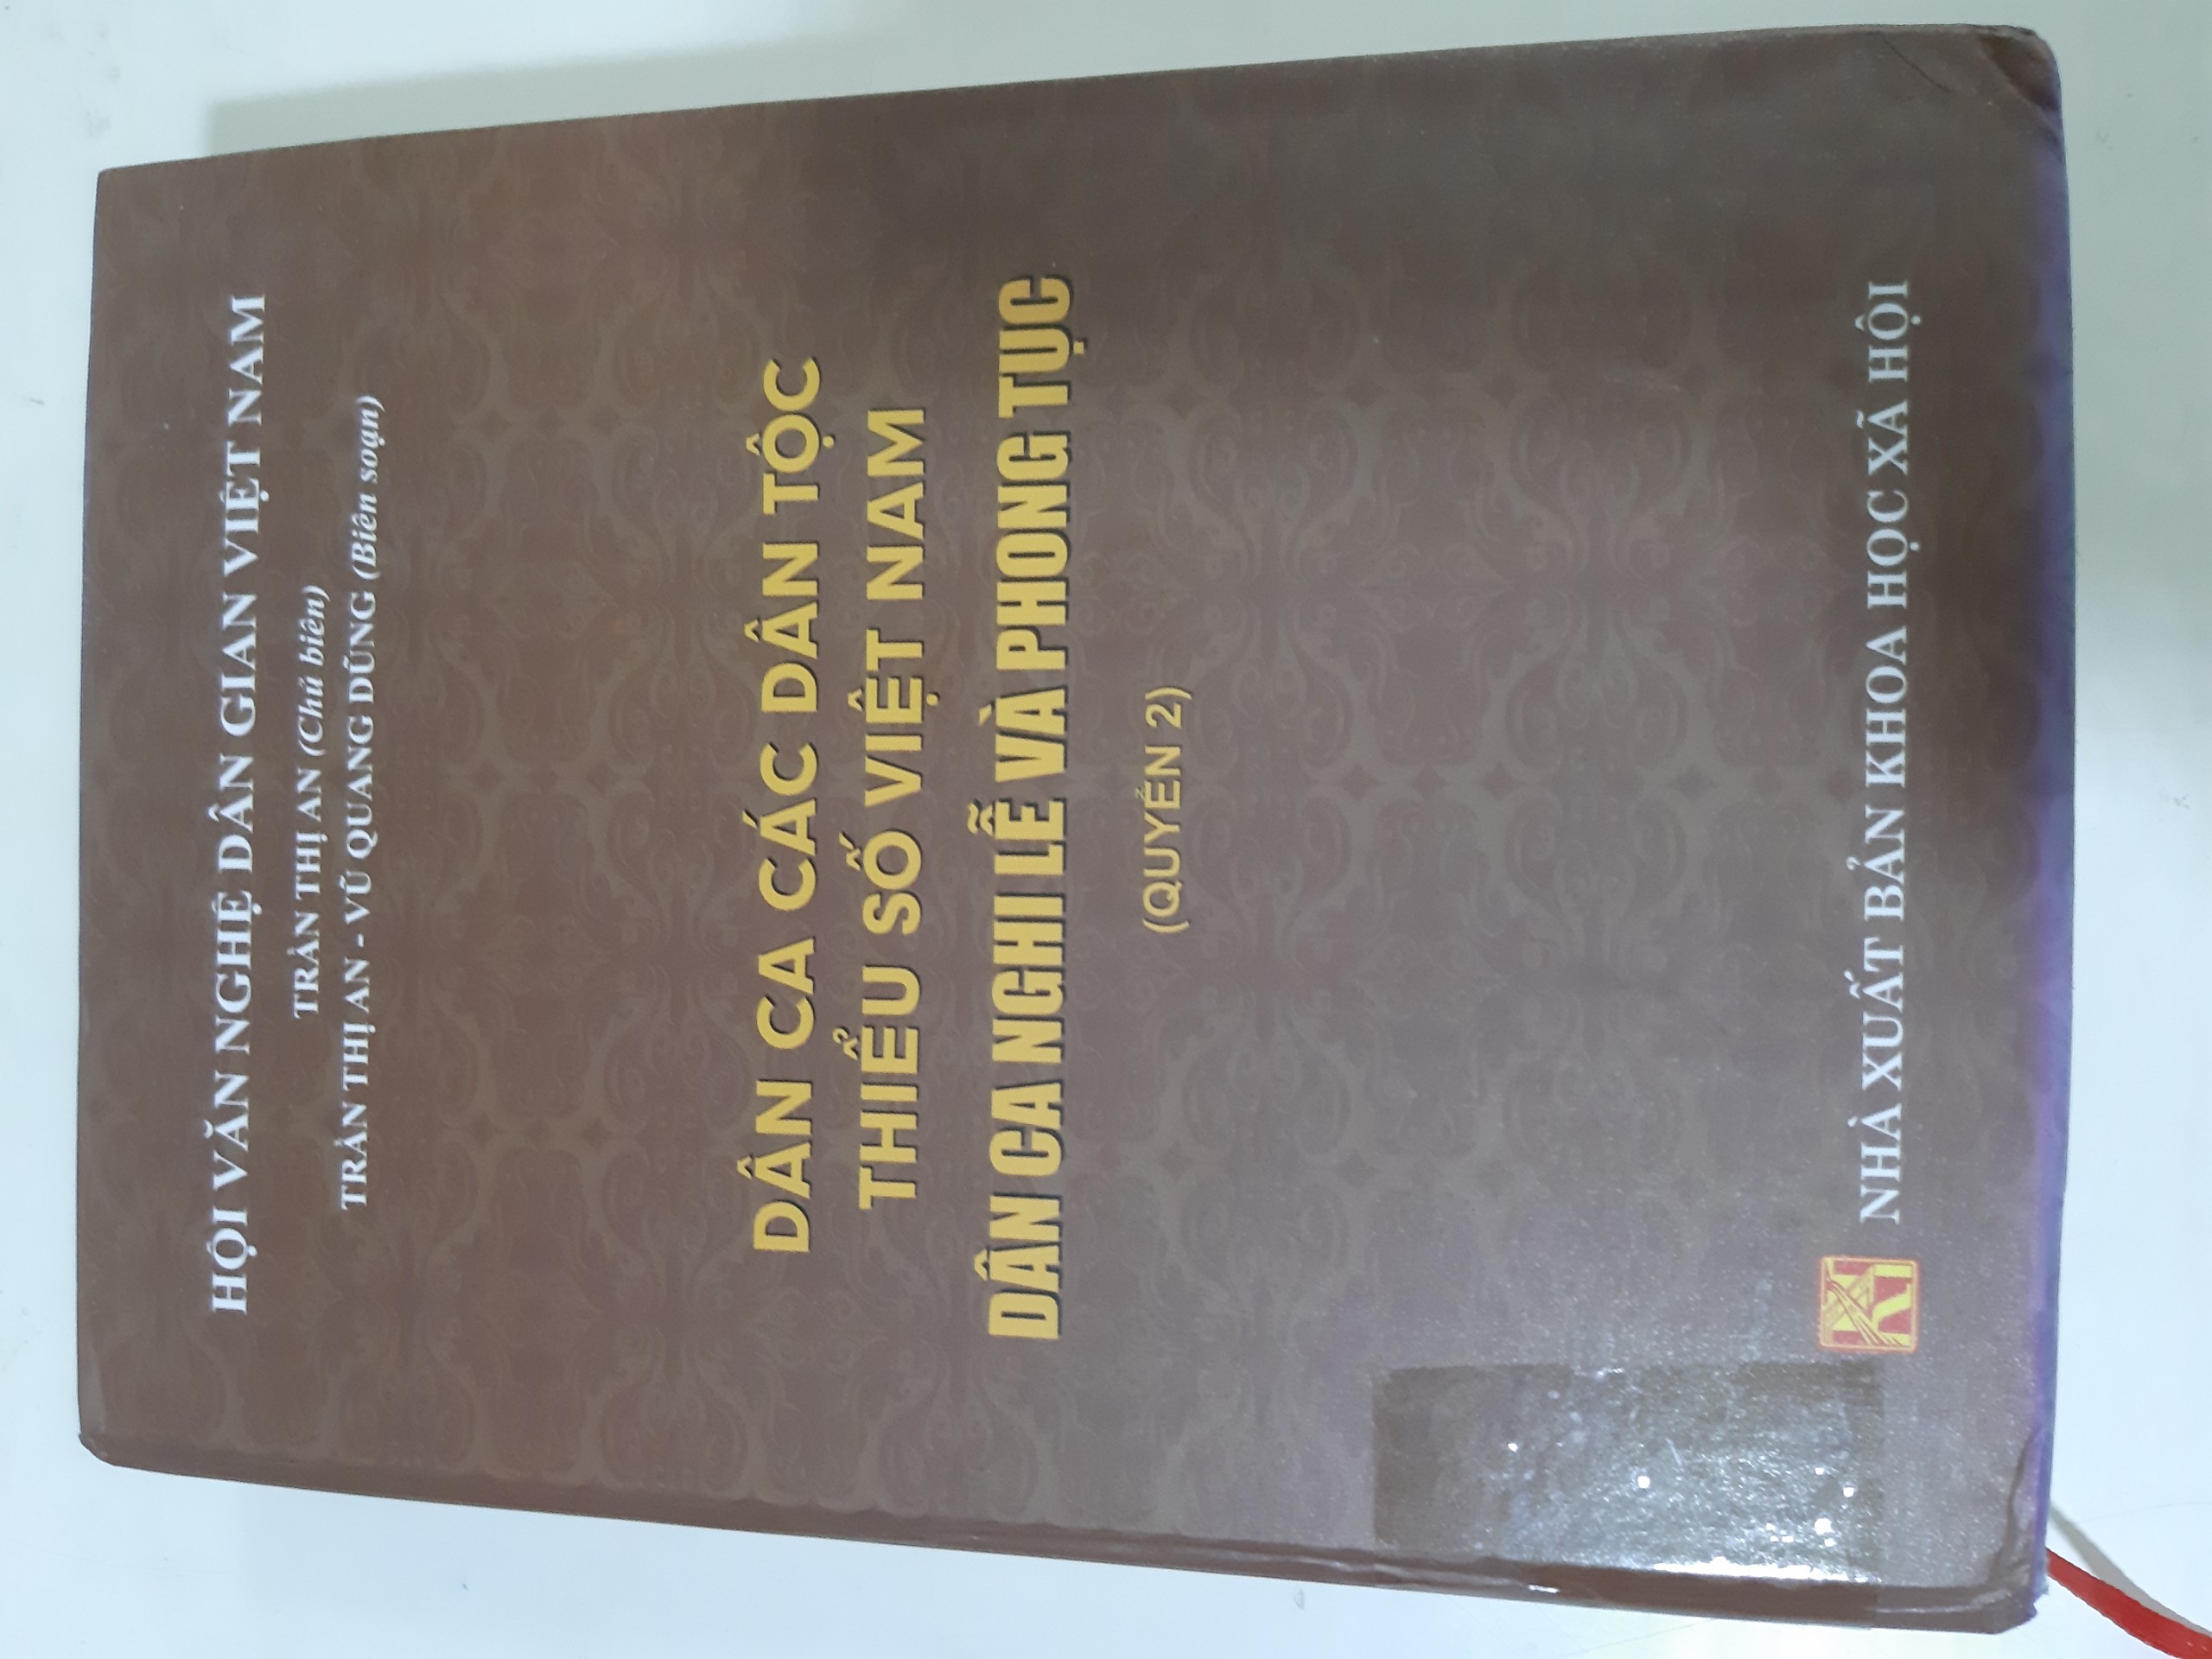 HỘI VĂN NGHỆ DÂN GIAN VIỆT NAM
TRẦN THỊ AN (Chủ biên)
TRẦN THỊ AN - VŨ QUANG DŨNG (Biên soạn)
DÂN CA CÁC DÂN TỘC
THIỂU SỐ VIỆT NAM
DÂN CA NGHI LỄ VÀ PHONG TỤC
(QUYỂN 2)
NHÀ XUẤT BẢN KHOA HỌC XÃ HỘI